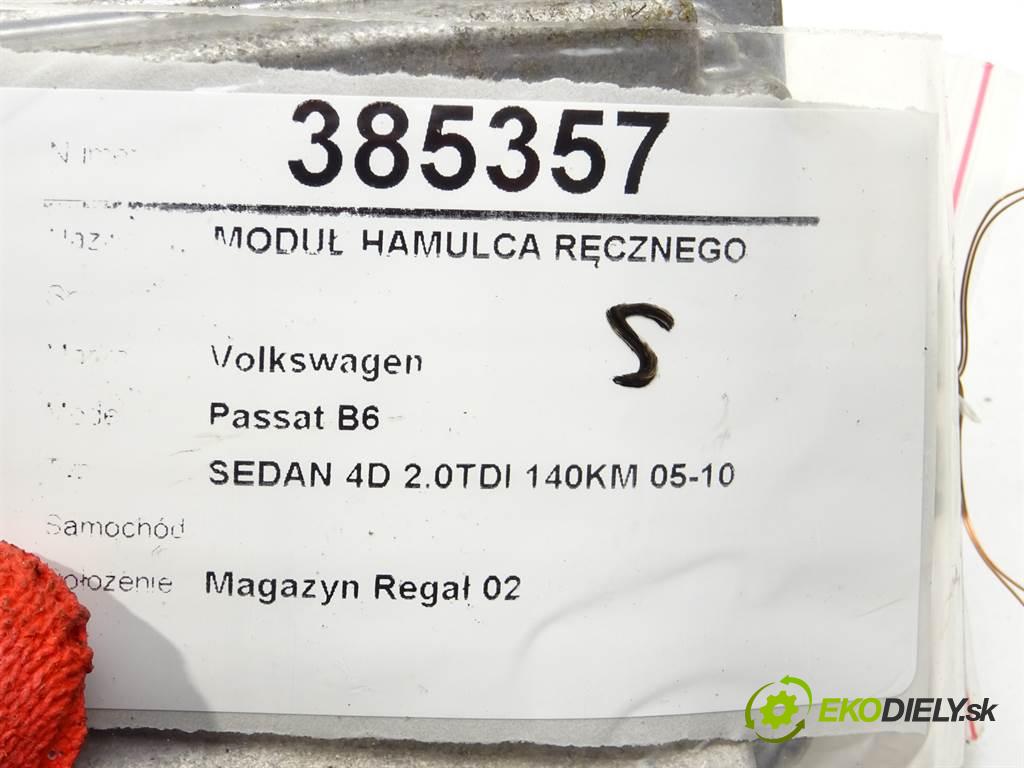 385357
MODUŁ HAMULCA RĘCZNEGO
Volkswagen
Model Passat B6
SEDAN 4D 2.0TDI 140KM 05-10
Samochód
Magazyn Regał 02
EKODIELY.sk